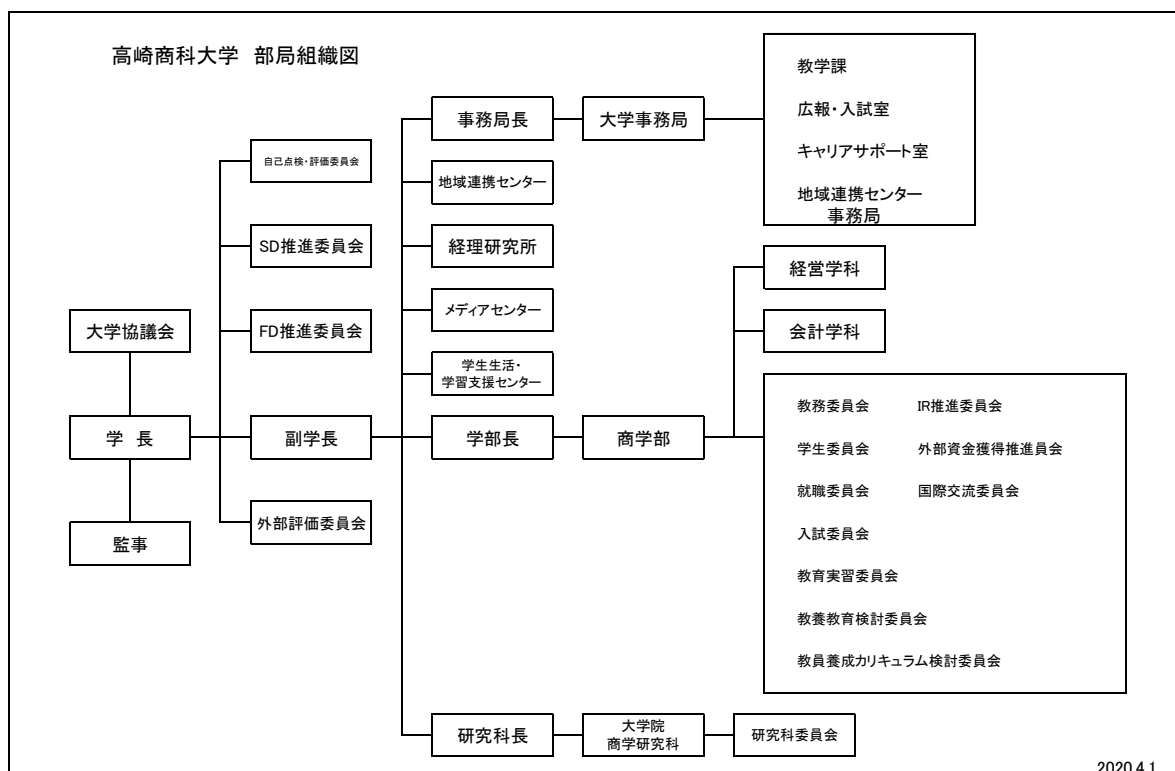 高崎商科大学 部局組織図
教学課
広報・入試室
キャリアサポート室
地域連携センター
事務局
事務局長
大学事務局
自己点検・評価委員会
地域連携センター
SD推進委員会
経理研究所
経営学科
大学協議会
FD推進委員会
メディアセンター
会計学科
学生生活・
学習支援センター
学 長
副学長
学部長
商学部
教務委員会
IR推進委員会
学生委員会
外部資金獲得推進員会
就職委員会
国際交流委員会
入試委員会
教育実習委員会
教養教育検討委員会
教員養成カリキュラム検討委員会
監事
外部評価委員会
研究科長
大学院
商学研究科
研究科委員会
2020.4.1